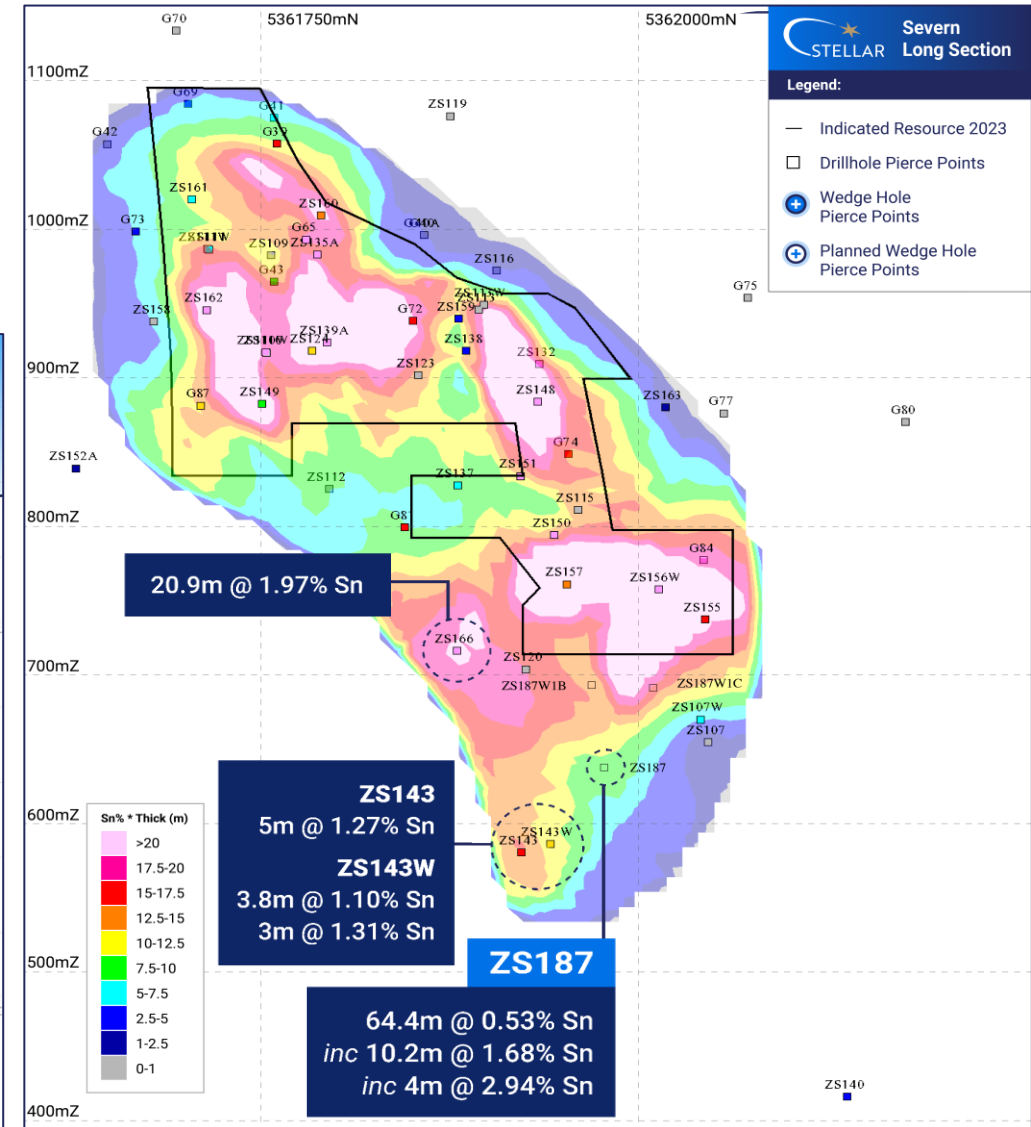 G70
5361750mN
5362000mN
STELLAR
Severn
Long Section
Legend:
Indicated Resource 2023
Drillhole Pierce Points
Wedge Hole
Pierce Points
Planned Wedge Hole
Pierce Points
1100mZ
G69
G41
ZS119
G42
G39
ZS161
ZS160
1000mZ
G73
G65
ZS109
ZS116
G43
G75
ZS162
ZS158
G72
ZS159
ZS139A
ZS124
ZS138
ZS132
900mZ
ZS123
ZS149
G87
ZS148
ZS163
G77
G80
ZS152A
G74
ZS151
ZS112
ZS137
ZS115
800mZ
ZS150
G84
20.9m @ 1.97% Sn
ZS157
ZS156W
ZS155
ZS166
700mZ
ZS120
ZS187W1B
ZS187W1C
ZS107W
ZS107
ZS187
ZS143
5m @ 1.27% Sn
ZS143W
3.8m @ 1.10% Sn
3m @ 1.31% Sn
600mZ
ZS143W
ZS143
Sn% * Thick (m)
>20
17.5-20
15-17.5
12.5-15
10-12.5
7.5-10
5-7.5
2.5-5
1-2.5
0-1
500mZ
ZS187
64.4m @ 0.53% Sn
inc 10.2m @ 1.68% Sn
inc 4m @ 2.94% Sn
ZS140
400mZ